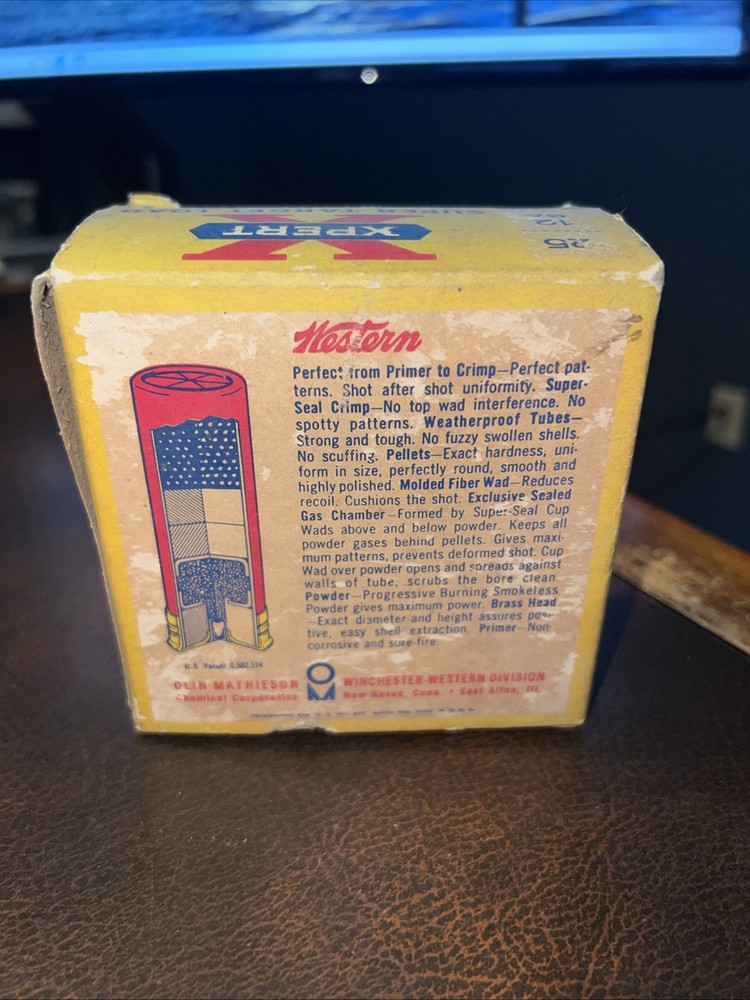 SUPER TARGET LOAD
XPERT
12
GA.
25
Western
Perfect from Primer to Crimp—Perfect pat-
terns. Shot after shot uniformity. Super-
Seal Crimp—No top wad interference. No
spotty patterns. Weatherproof Tubes—
Strong and tough. No fuzzy swollen shells.
No scuffing. Pellets—Exact hardness, uni-
form in size, perfectly round, smooth and
highly polished. Molded Fiber Wad—Reduces
recoil. Cushions the shot. Exclusive Sealed
Gas Chamber—Formed by Super-Seal Cup
Wads above and below powder. Keeps all
powder gases behind pellets. Gives maxi-
mum patterns, prevents deformed shot. Cup
Wad over powder opens and spreads against
walls of tube, scrubs the bore clean.
Powder—Progressive Burning Smokeless
Powder gives maximum power. Brass Head
—Exact diameter and height assures posi-
tive, easy shell extraction. Primer—Non-
corrosive and sure-fire.
U.S. Patent 2,582,124
OLIN MATHIESON
Chemical Corporation
OM
WINCHESTER-WESTERN DIVISION
New Haven, Conn. • East Alton, Ill.